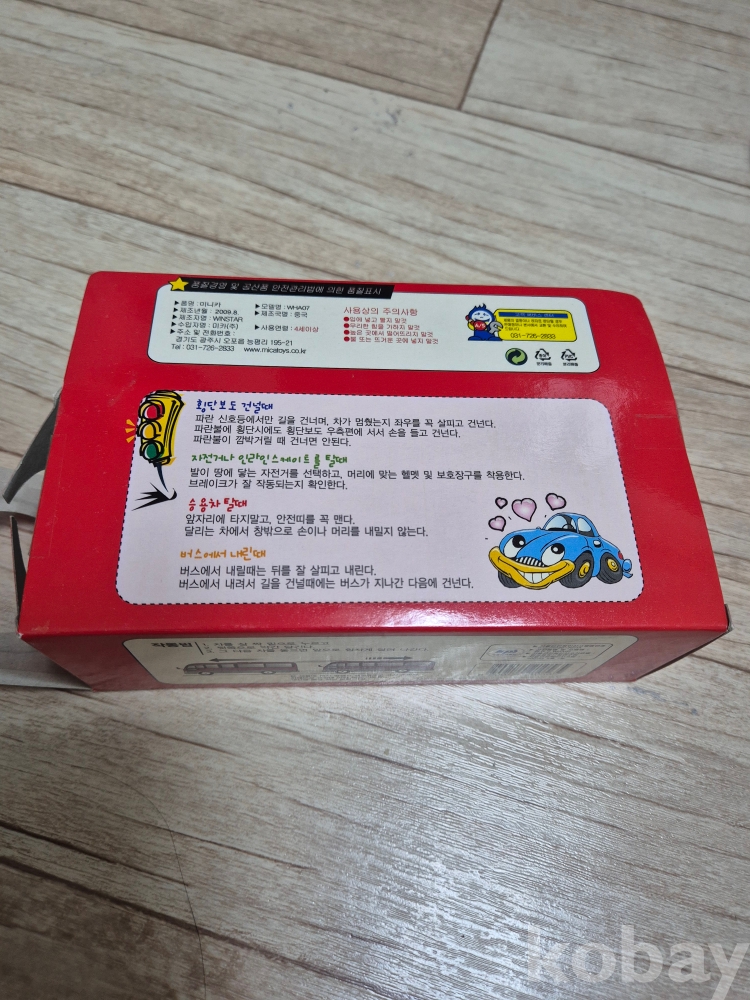 품질경영 및 공산품 안전관리법에 의한 품질표시
▶품명 : 미니카
▶모델명 : WHA07
▶제조년월 : 2009.8.
▶제조국명 : 중국
▶제조자명 : WINSTAR
▶수입자명 : 미카(주)
▶사용연령 : 4세이상
▶주소 및 전화번호 :
경기도 광주시 오포읍 능평리 195-21
Tel : 031-726-2833 www.micatoys.co.kr
사용상의 주의사항
●입에 넣고 빨지 말것
●무리한 힘을 가하지 말것
●높은 곳에서 떨어뜨리지 말것
●불 또는 뜨거운 곳에 넣지 말것
A/S
031-726-2833
횡단보도 건널때
파란 신호등에서만 길을 건너며, 차가 멈췄는지 좌우를 꼭 살피고 건넌다.
파란불에 횡단시에도 횡단보도 우측편에 서서 손을 들고 건넌다.
파란불이 깜박거릴 때 건너면 안된다.
자전거나 인라인스케이트를 탈때
발이 땅에 닿는 자전거를 선택하고, 머리에 맞는 헬멧 및 보호장구를 착용한다.
브레이크가 잘 작동되는지 확인한다.
승용차 탈때
앞자리에 타지말고, 안전띠를 꼭 맨다.
달리는 차에서 창밖으로 손이나 머리를 내밀지 않는다.
버스에서 내린때
버스에서 내릴때는 뒤를 잘 살피고 내린다.
버스에서 내려서 길을 건널때에는 버스가 지나간 다음에 건넌다.
작동법
kobay